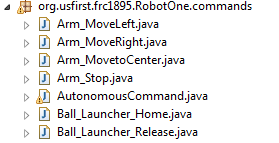 org.usfirst.frc1895.RobotOne.commands
Arm_MoveLeft.java
Arm_MoveRight.java
Arm_MovetoCenter.java
Arm_Stop.java
AutonomousCommand.java
Ball_Launcher_Home.java
Ball_Launcher_Release.java